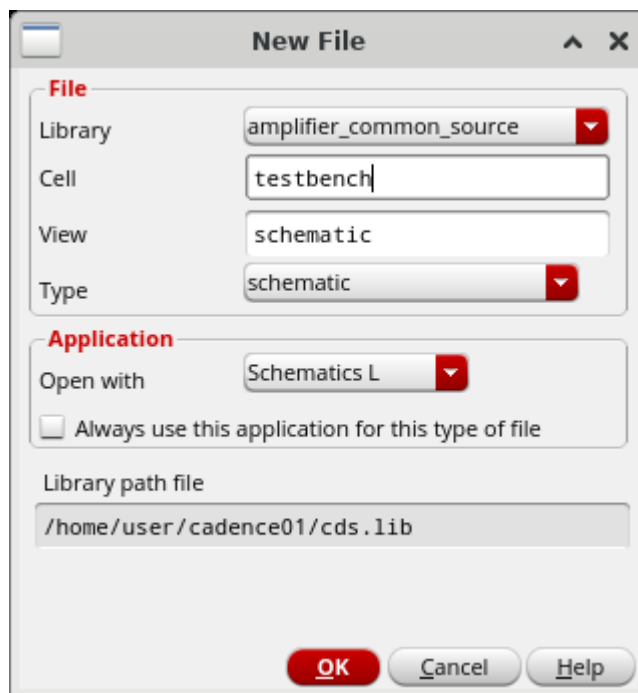 New File
File
Library amplifier_common_source
Cell testbench
View schematic
Type schematic
Application
Open with Schematics L
Always use this application for this type of file
Library path file
/home/user/cadence01/cds.lib
OK Cancel Help